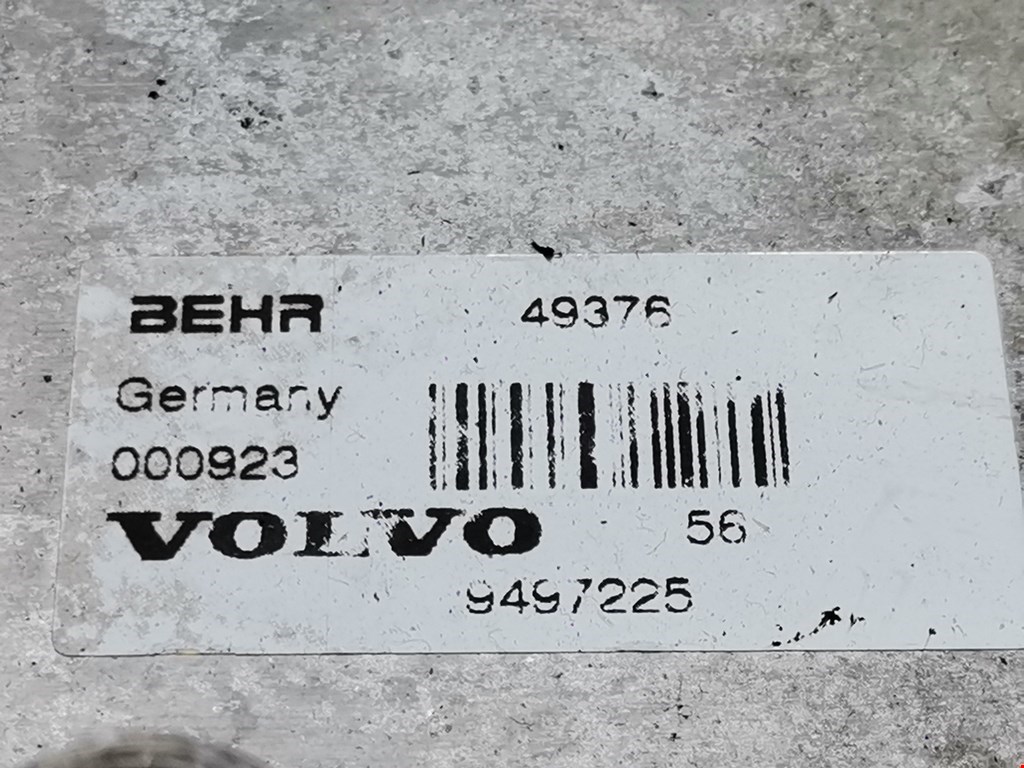 BEHR 49376
Germany
000923
VOLVO 56
9497225